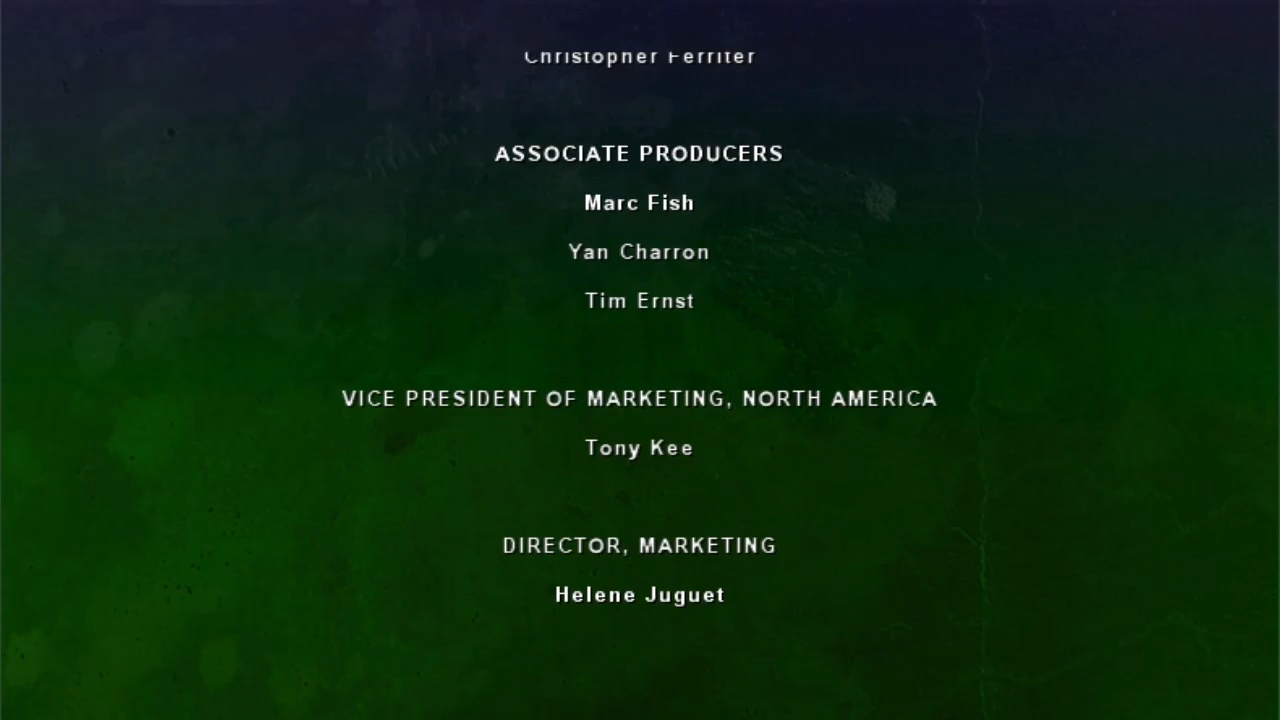 Christopher Ferriter
ASSOCIATE PRODUCERS
Marc Fish
Yan Charron
Tim Ernst
VICE PRESIDENT OF MARKETING, NORTH AMERICA
Tony Kee
DIRECTOR, MARKETING
Helene Juguet